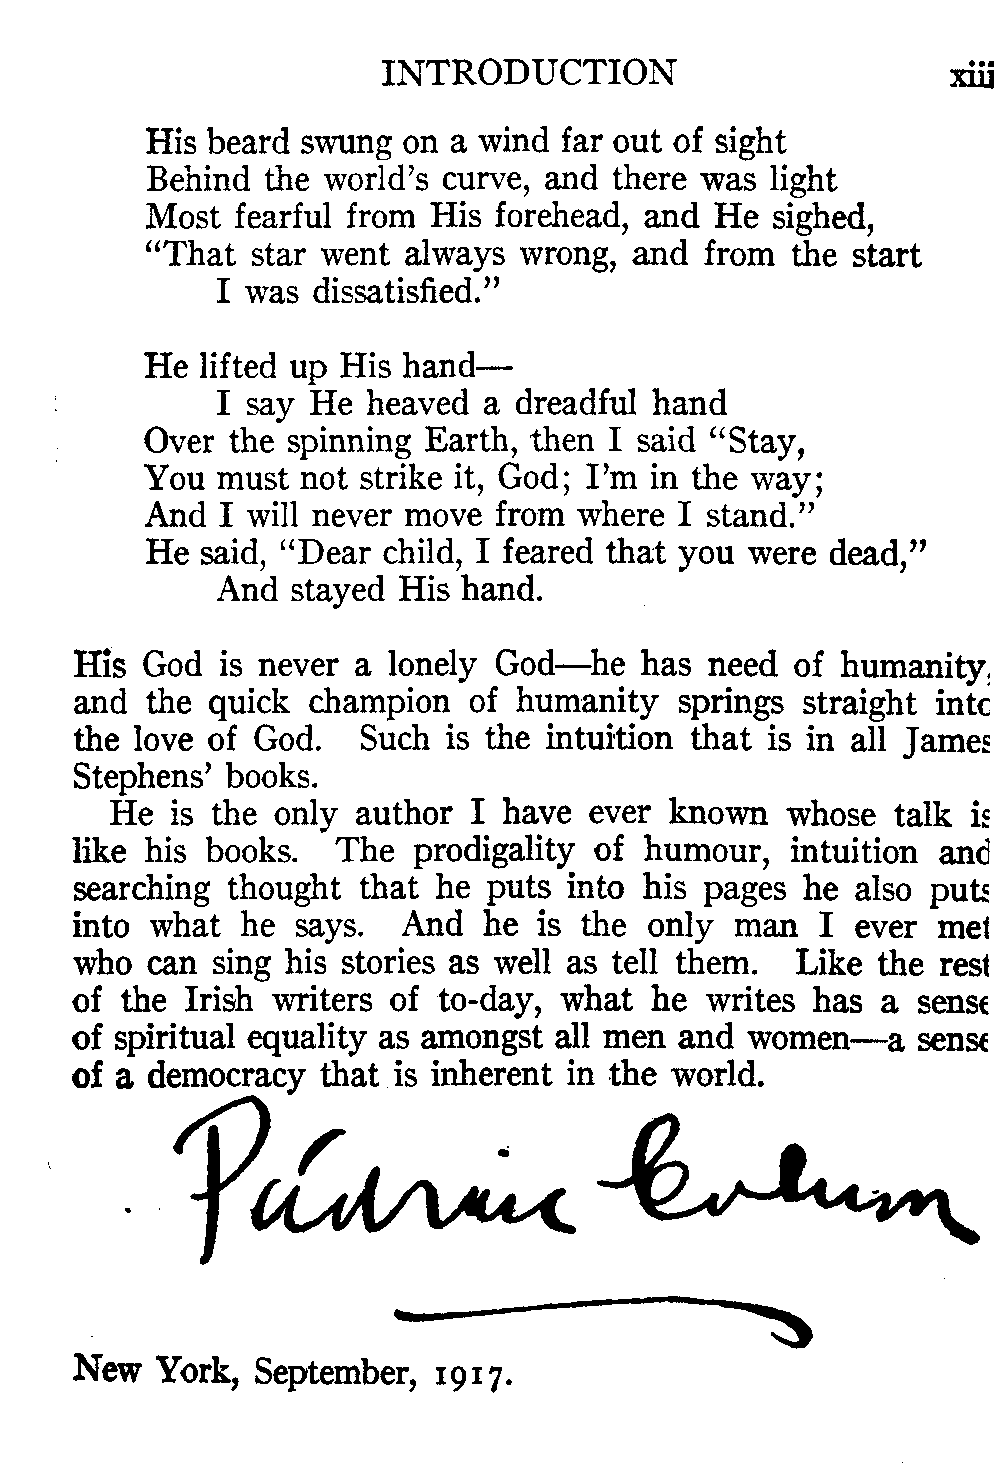 INTRODUCTION xiii
His beard swung on a wind far out of sight
Behind the world's curve, and there was light
Most fearful from His forehead, and He sighed,
“That star went always wrong, and from the start
I was dissatisfied.”
He lifted up His hand—
I say He heaved a dreadful hand
Over the spinning Earth, then I said “Stay,
You must not strike it, God; I'm in the way;
And I will never move from where I stand.”
He said, “Dear child, I feared that you were dead,”
And stayed His hand.
His God is never a lonely God—he has need of humanity,
and the quick champion of humanity springs straight into
the love of God. Such is the intuition that is in all James
Stephens' books.
He is the only author I have ever known whose talk is
like his books. The prodigality of humour, intuition and
searching thought that he puts into his pages he also puts
into what he says. And he is the only man I ever met
who can sing his stories as well as tell them. Like the rest
of the Irish writers of to-day, what he writes has a sense
of spiritual equality as amongst all men and women—a sense
of a democracy that is inherent in the world.
Pádraic Colum
New York, September, 1917.